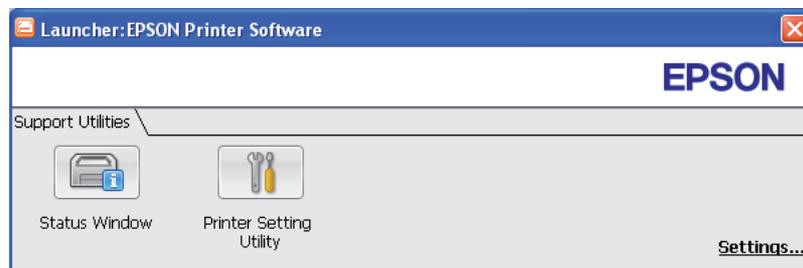 Launcher:EPSON Printer Software
EPSON
Support Utilities
Status Window
Printer Setting
Utility
Settings...